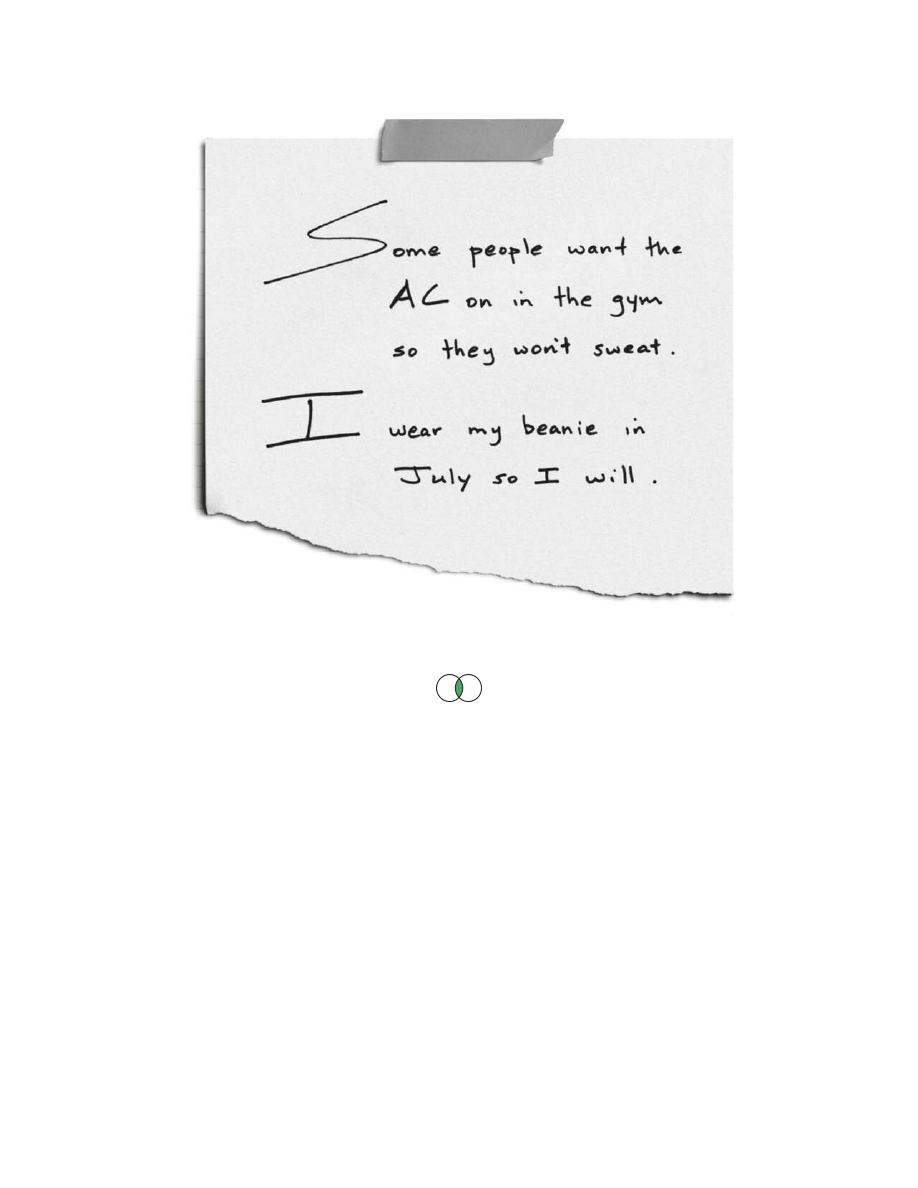 Some people want the
AC on in the gym
so they won't sweat.
I wear my beanie in
July so I will.